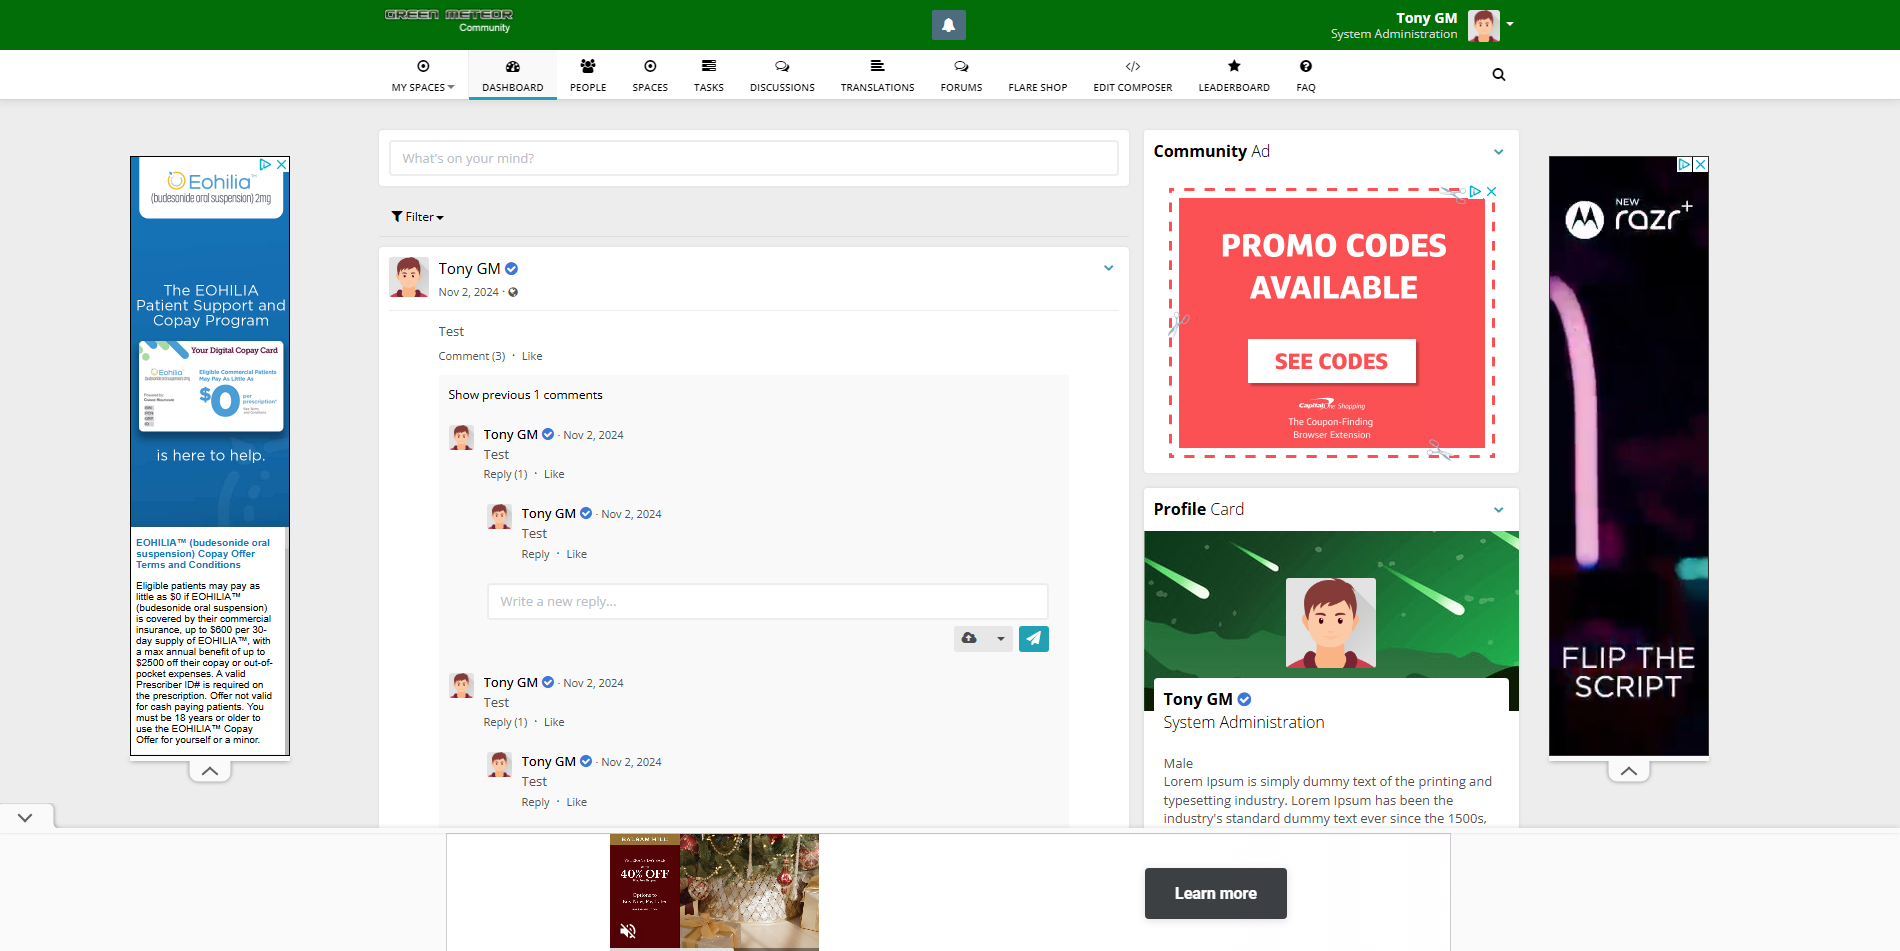 GREEN METEOR
Community
Tony GM
System Administration
MY SPACES
DASHBOARD
PEOPLE
SPACES
TASKS
DISCUSSIONS
TRANSLATIONS
FORUMS
FLARE SHOP
EDIT COMPOSER
LEADERBOARD
FAQ
Eohilia
(budesonide oral suspension) 2mg
The EOHILIA
Patient Support and
Copay Program
Your Digital Copay Card
Eohilia
Eligible Commercial Patients
May Pay As Little As
$0 per
prescription*
is here to help.
EOHILIA™ (budesonide oral
suspension) Copay Offer
Terms and Conditions
Eligible patients may pay as
little as $0 if EOHILIA™
(budesonide oral suspension)
is covered by their commercial
insurance, up to $600 per 30-
day supply of EOHILIA™, with
a max annual benefit of up to
$2500 off their copay or out-of-
pocket expenses. A valid
Prescriber ID# is required on
the prescription. Offer not valid
for cash paying patients. You
must be 18 years or older to
use the EOHILIA™ Copay
Offer for yourself or a minor.
What's on your mind?
Filter
Tony GM
Nov 2, 2024 ·
Test
Comment (3) · Like
Show previous 1 comments
Tony GM · Nov 2, 2024
Test
Reply (1) · Like
Tony GM · Nov 2, 2024
Test
Reply · Like
Write a new reply...
Tony GM · Nov 2, 2024
Test
Reply (1) · Like
Tony GM · Nov 2, 2024
Test
Reply · Like
Community Ad
PROMO CODES
AVAILABLE
SEE CODES
CapitalOne Shopping
The Coupon-Finding
Browser Extension
Profile Card
Tony GM
System Administration
Male
Lorem Ipsum is simply dummy text of the printing and
typesetting industry. Lorem Ipsum has been the
industry's standard dummy text ever since the 1500s,
NEW
razr+
FLIP THE
SCRIPT
BALSAM HILL
40% OFF
Options to
Buy Now, Pay Later
Learn more